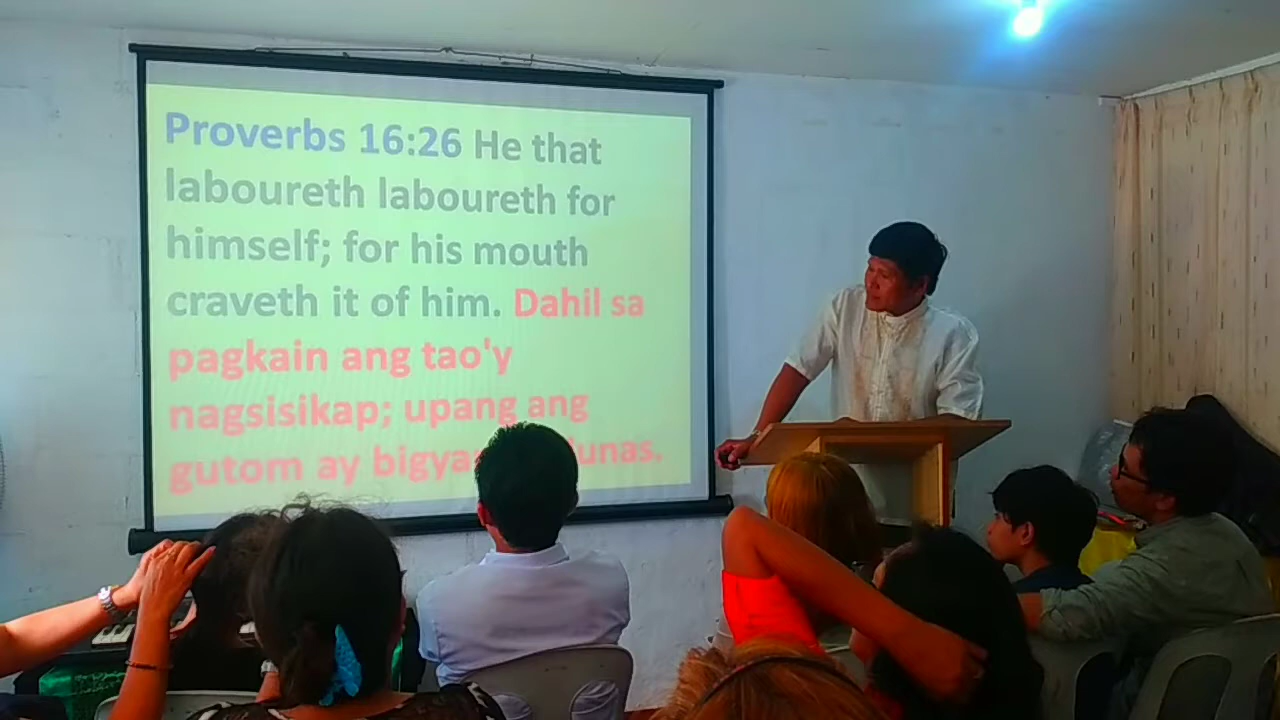 Proverbs 16:26 He that
laboureth laboureth for
himself; for his mouth
craveth it of him. Dahil sa
pagkain ang tao'y
nagsisikap; upang ang
gutom ay